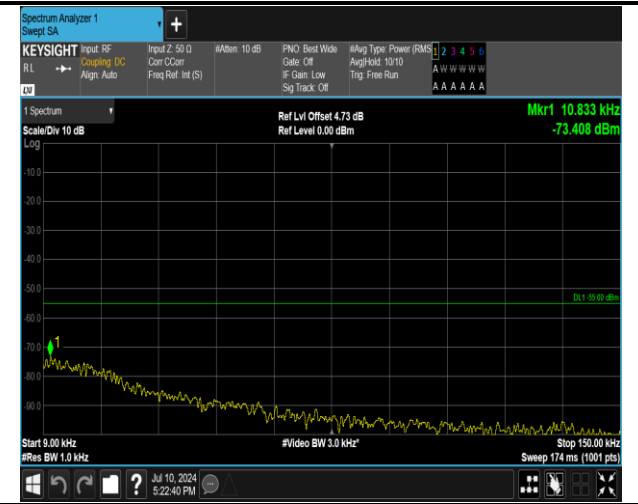 Spectrum Analyzer 1
Swept SA
+
KEYSIGHT
RL
LXI
Input: RF
Coupling: DC
Align: Auto
Input Z: 50 Ω
Corr CCorr
Freq Ref: Int (S)
#Atten: 10 dB
PNO: Best Wide
Gate: Off
IF Gain: Low
Sig Track: Off
#Avg Type: Power (RMS
Avg|Hold: 10/10
Trig: Free Run
1 2 3 4 5 6
A W W W W W
A A A A A A
1 Spectrum
Scale/Div 10 dB
Ref Lvl Offset 4.73 dB
Ref Level 0.00 dBm
Mkr1 10.833 kHz
-73.408 dBm
Log
-10.0
-20.0
-30.0
-40.0
-50.0
DL1 -55.00 dBm
-60.0
-70.0
1
-80.0
-90.0
Start 9.00 kHz
#Res BW 1.0 kHz
#Video BW 3.0 kHz*
Stop 150.00 kHz
Sweep 174 ms (1001 pts)
?
Jul 10, 2024
5:22:40 PM